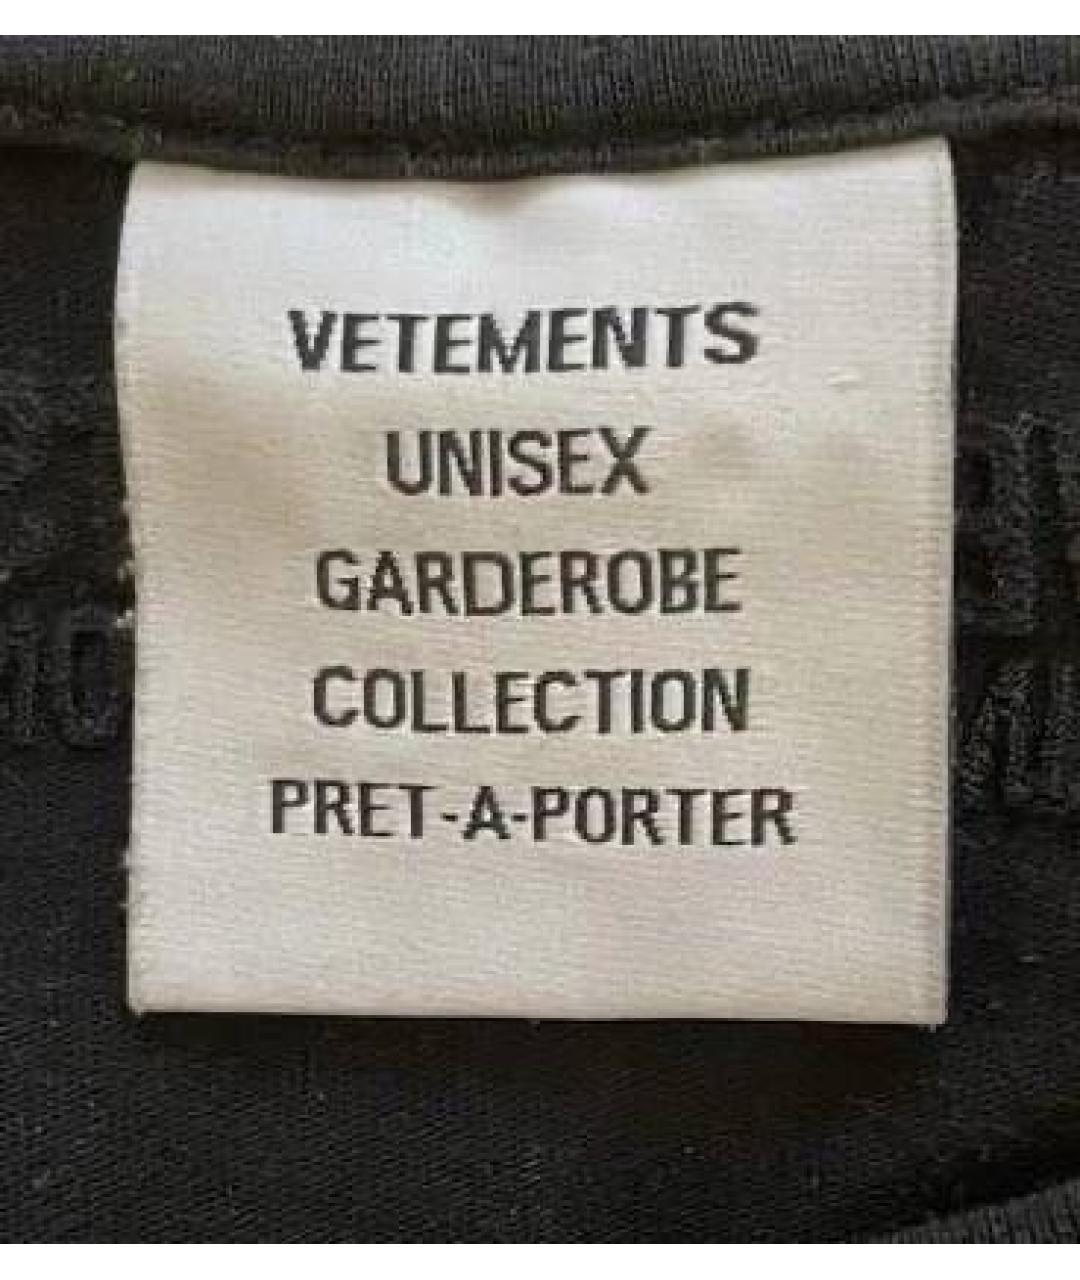 VETEMENTS
UNISEX
GARDEROBE
COLLECTION
PRET-A-PORTER